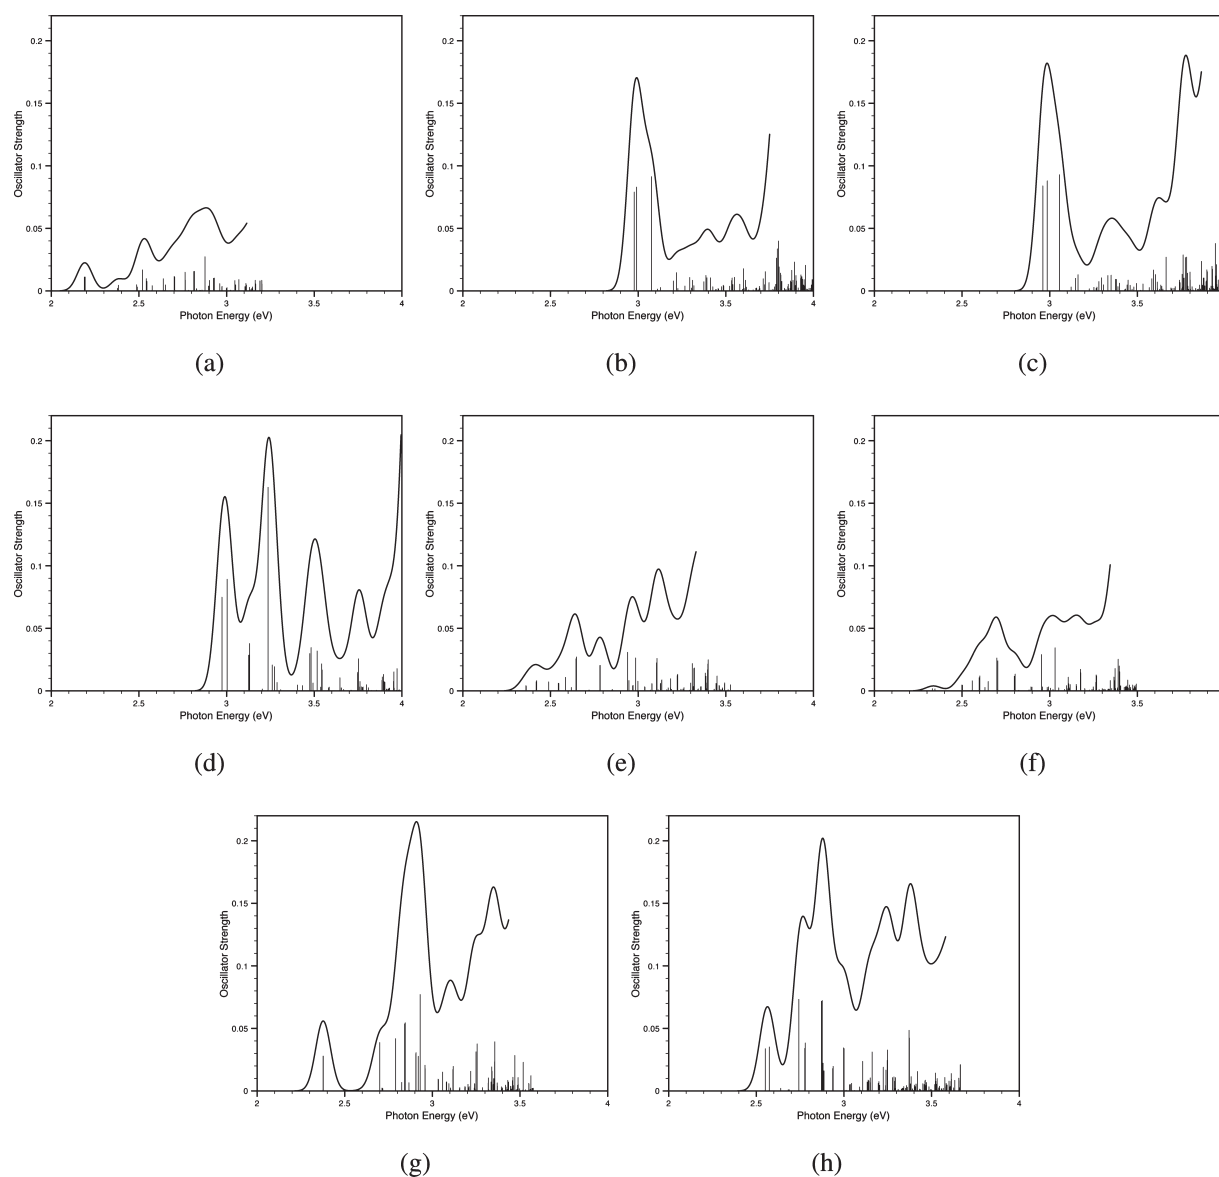 0.2 0.2 0.2
0.15 0.15 0.15
Oscillator Strength Oscillator Strength Oscillator Strength
0.1 0.1 0.1
0.05 0.05 0.05
0 0 0
2 2.5 3 3.5 4 2 2.5 3 3.5 4 2 2.5 3 3.5
Photon Energy (eV) Photon Energy (eV) Photon Energy (eV)
(a) (b) (c)
0.2 0.2 0.2
0.15 0.15 0.15
Oscillator Strength Oscillator Strength Oscillator Strength
0.1 0.1 0.1
0.05 0.05 0.05
0 0 0
2 2.5 3 3.5 4 2 2.5 3 3.5 4 2 2.5 3 3.5
Photon Energy (eV) Photon Energy (eV) Photon Energy (eV)
(d) (e) (f)
0.2 0.2
0.15 0.15
Oscillator Strength Oscillator Strength
0.1 0.1
0.05 0.05
0 0
2 2.5 3 3.5 4 2 2.5 3 3.5 4
Photon Energy (eV) Photon Energy (eV)
(g) (h)